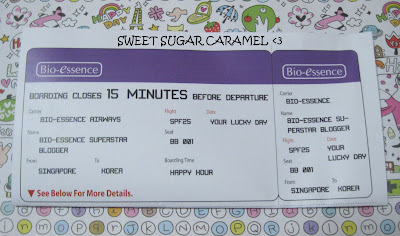 SWEET SUGAR CARAMEL <3
Bio-essence
BOARDING CLOSES 15 MINUTES BEFORE DEPARTURE
Carrier Flight Date
BIO-ESSENCE AIRWAYS SPF25 YOUR LUCKY DAY
Name Seat
BIO-ESSENCE SUPERSTAR BB 001
BLOGGER
From To Boarding Time
SINGAPORE KOREA HAPPY HOUR
▼ See Below For More Details.
Bio-essence
Carrier
BIO-ESSENCE
Name
BIO-ESSENCE SU-
PERSTAR BLOGGER
Flight Date
SPF25 YOUR
LUCKY DAY
Seat
BB 001
From To
SINGAPORE KOREA